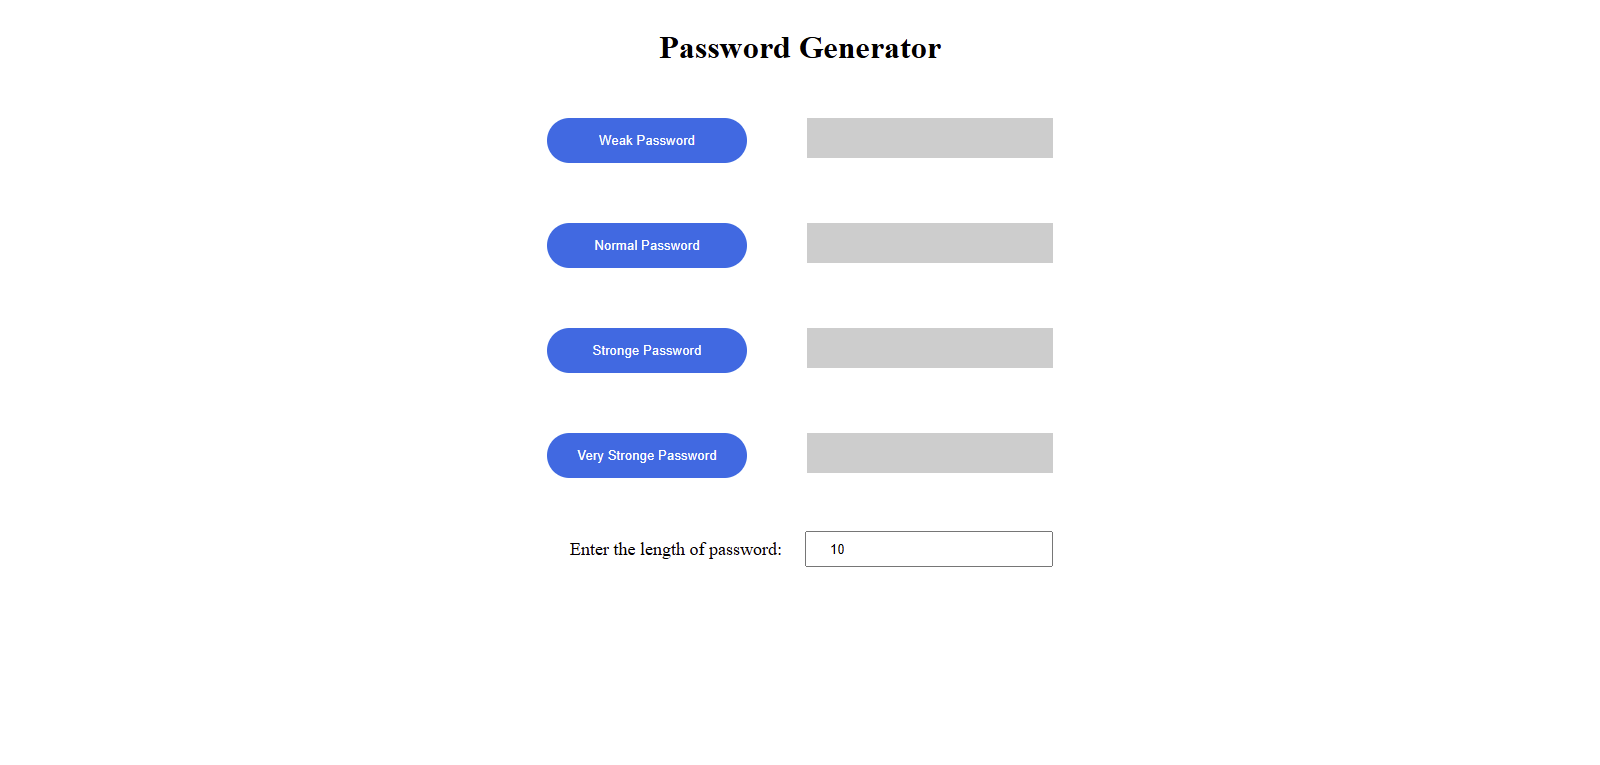 Password Generator
Weak Password
Normal Password
Stronge Password
Very Stronge Password
Enter the length of password: 10